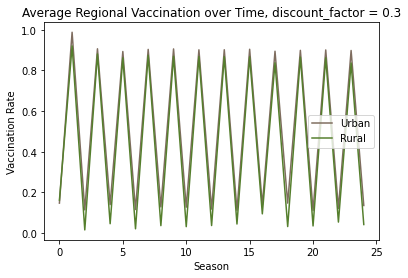 Average Regional Vaccination over Time, discount_factor = 0.3
1.0
0.8
0.6
0.4
0.2
0.0
Vaccination Rate
Urban
Rural
0 5 10 15 20 25
Season